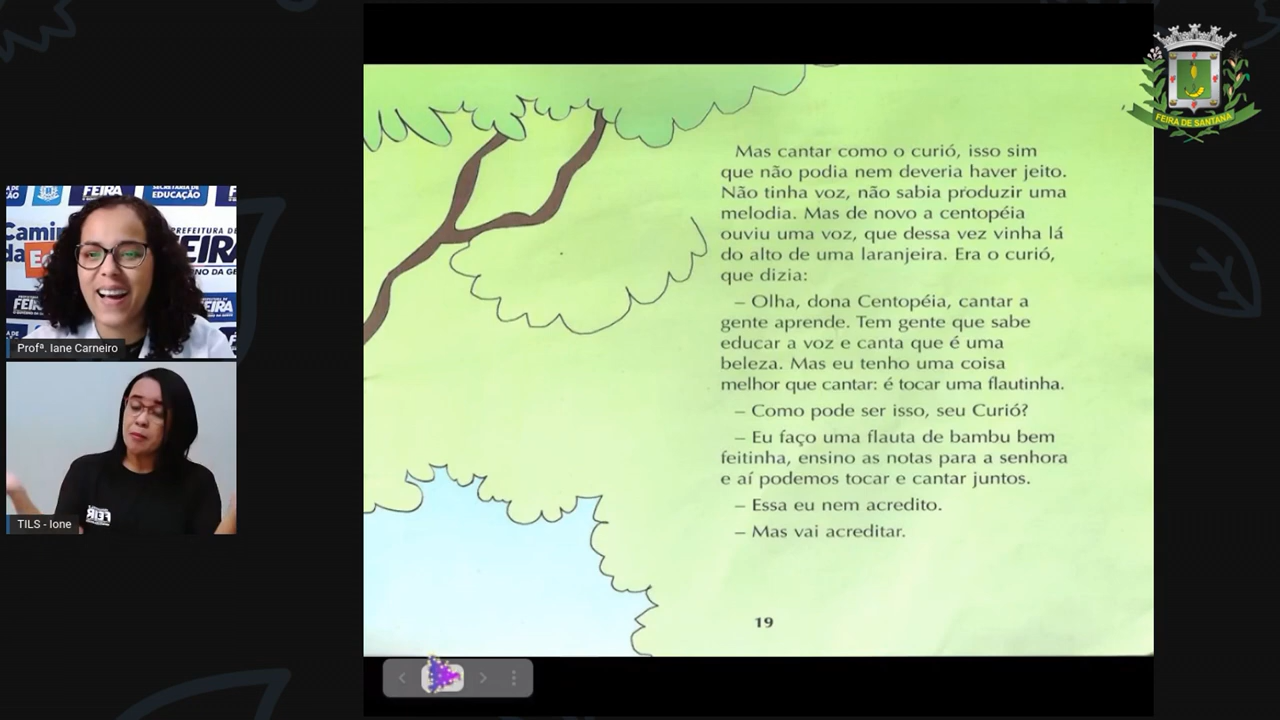 FEIRA DE SANTANA
Mas cantar como o curió, isso sim
que não podia nem deveria haver jeito.
Não tinha voz, não sabia produzir uma
melodia. Mas de novo a centopéia
ouviu uma voz, que dessa vez vinha lá
do alto de uma laranjeira. Era o curió,
que dizia:
– Olha, dona Centopéia, cantar a
gente aprende. Tem gente que sabe
educar a voz e canta que é uma
beleza. Mas eu tenho uma coisa
melhor que cantar: é tocar uma flautinha.
– Como pode ser isso, seu Curió?
– Eu faço uma flauta de bambu bem
feitinha, ensino as notas para a senhora
e aí podemos tocar e cantar juntos.
– Essa eu nem acredito.
– Mas vai acreditar.
19
FEIRA
SECRETARIA DE
EDUCAÇÃO
PREFEITURA DE
Profª. Iane Carneiro
TILS - Ione